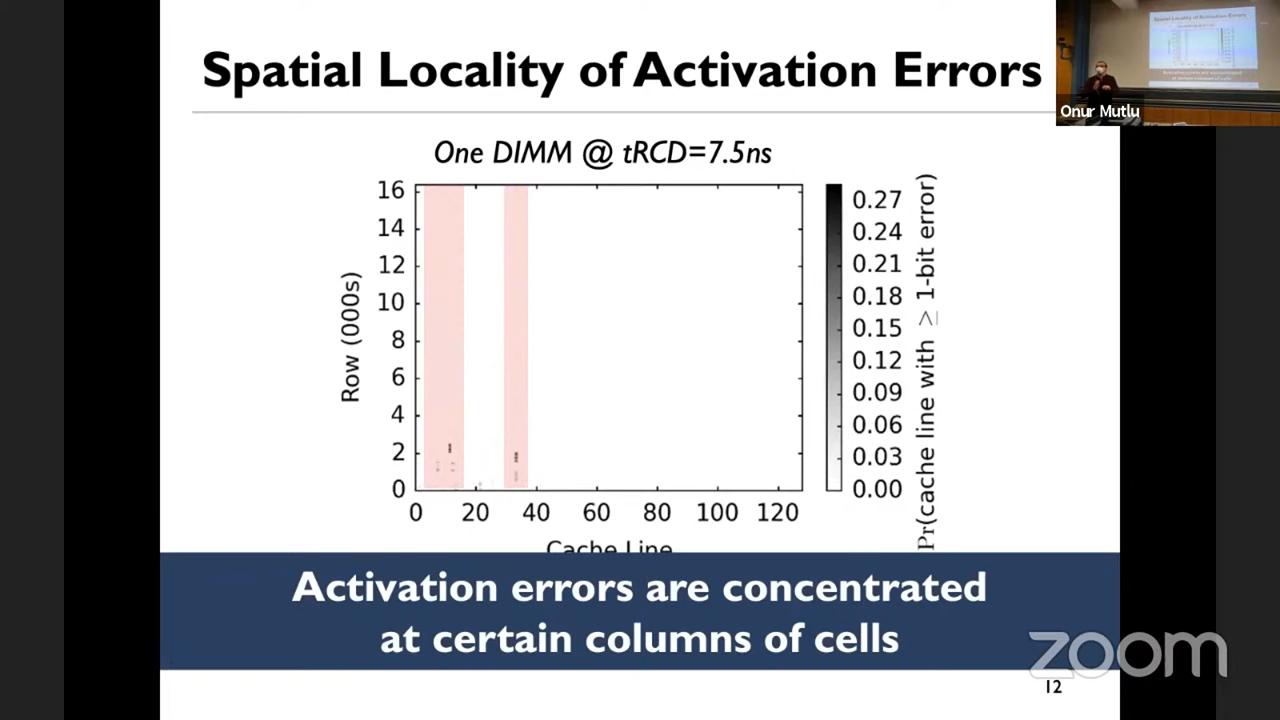 Spatial Locality of Activation Errors
Onur Mutlu
One DIMM @ tRCD=7.5ns
16
14
12
10
8
6
4
2
0
Row (000s)
0 20 40 60 80 100 120
Cache Line
0.27
0.24
0.21
0.18
0.15
0.12
0.09
0.06
0.03
0.00
Pr(cache line with ≥ 1-bit error)
Activation errors are concentrated
at certain columns of cells
zoom
12